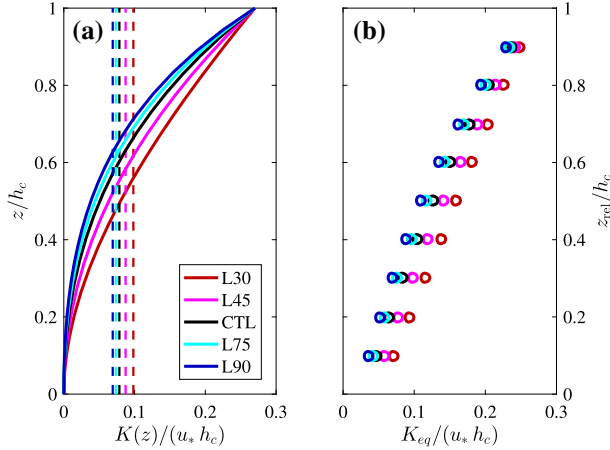 (a)
1
0.8
0.6
0.4
0.2
0
z/h_c
0 0.1 0.2 0.3
K(z)/(u_* h_c)
L30
L45
CTL
L75
L90
(b)
1
0.8
0.6
0.4
0.2
0
z_rel/h_c
0 0.1 0.2 0.3
K_eq/(u_* h_c)